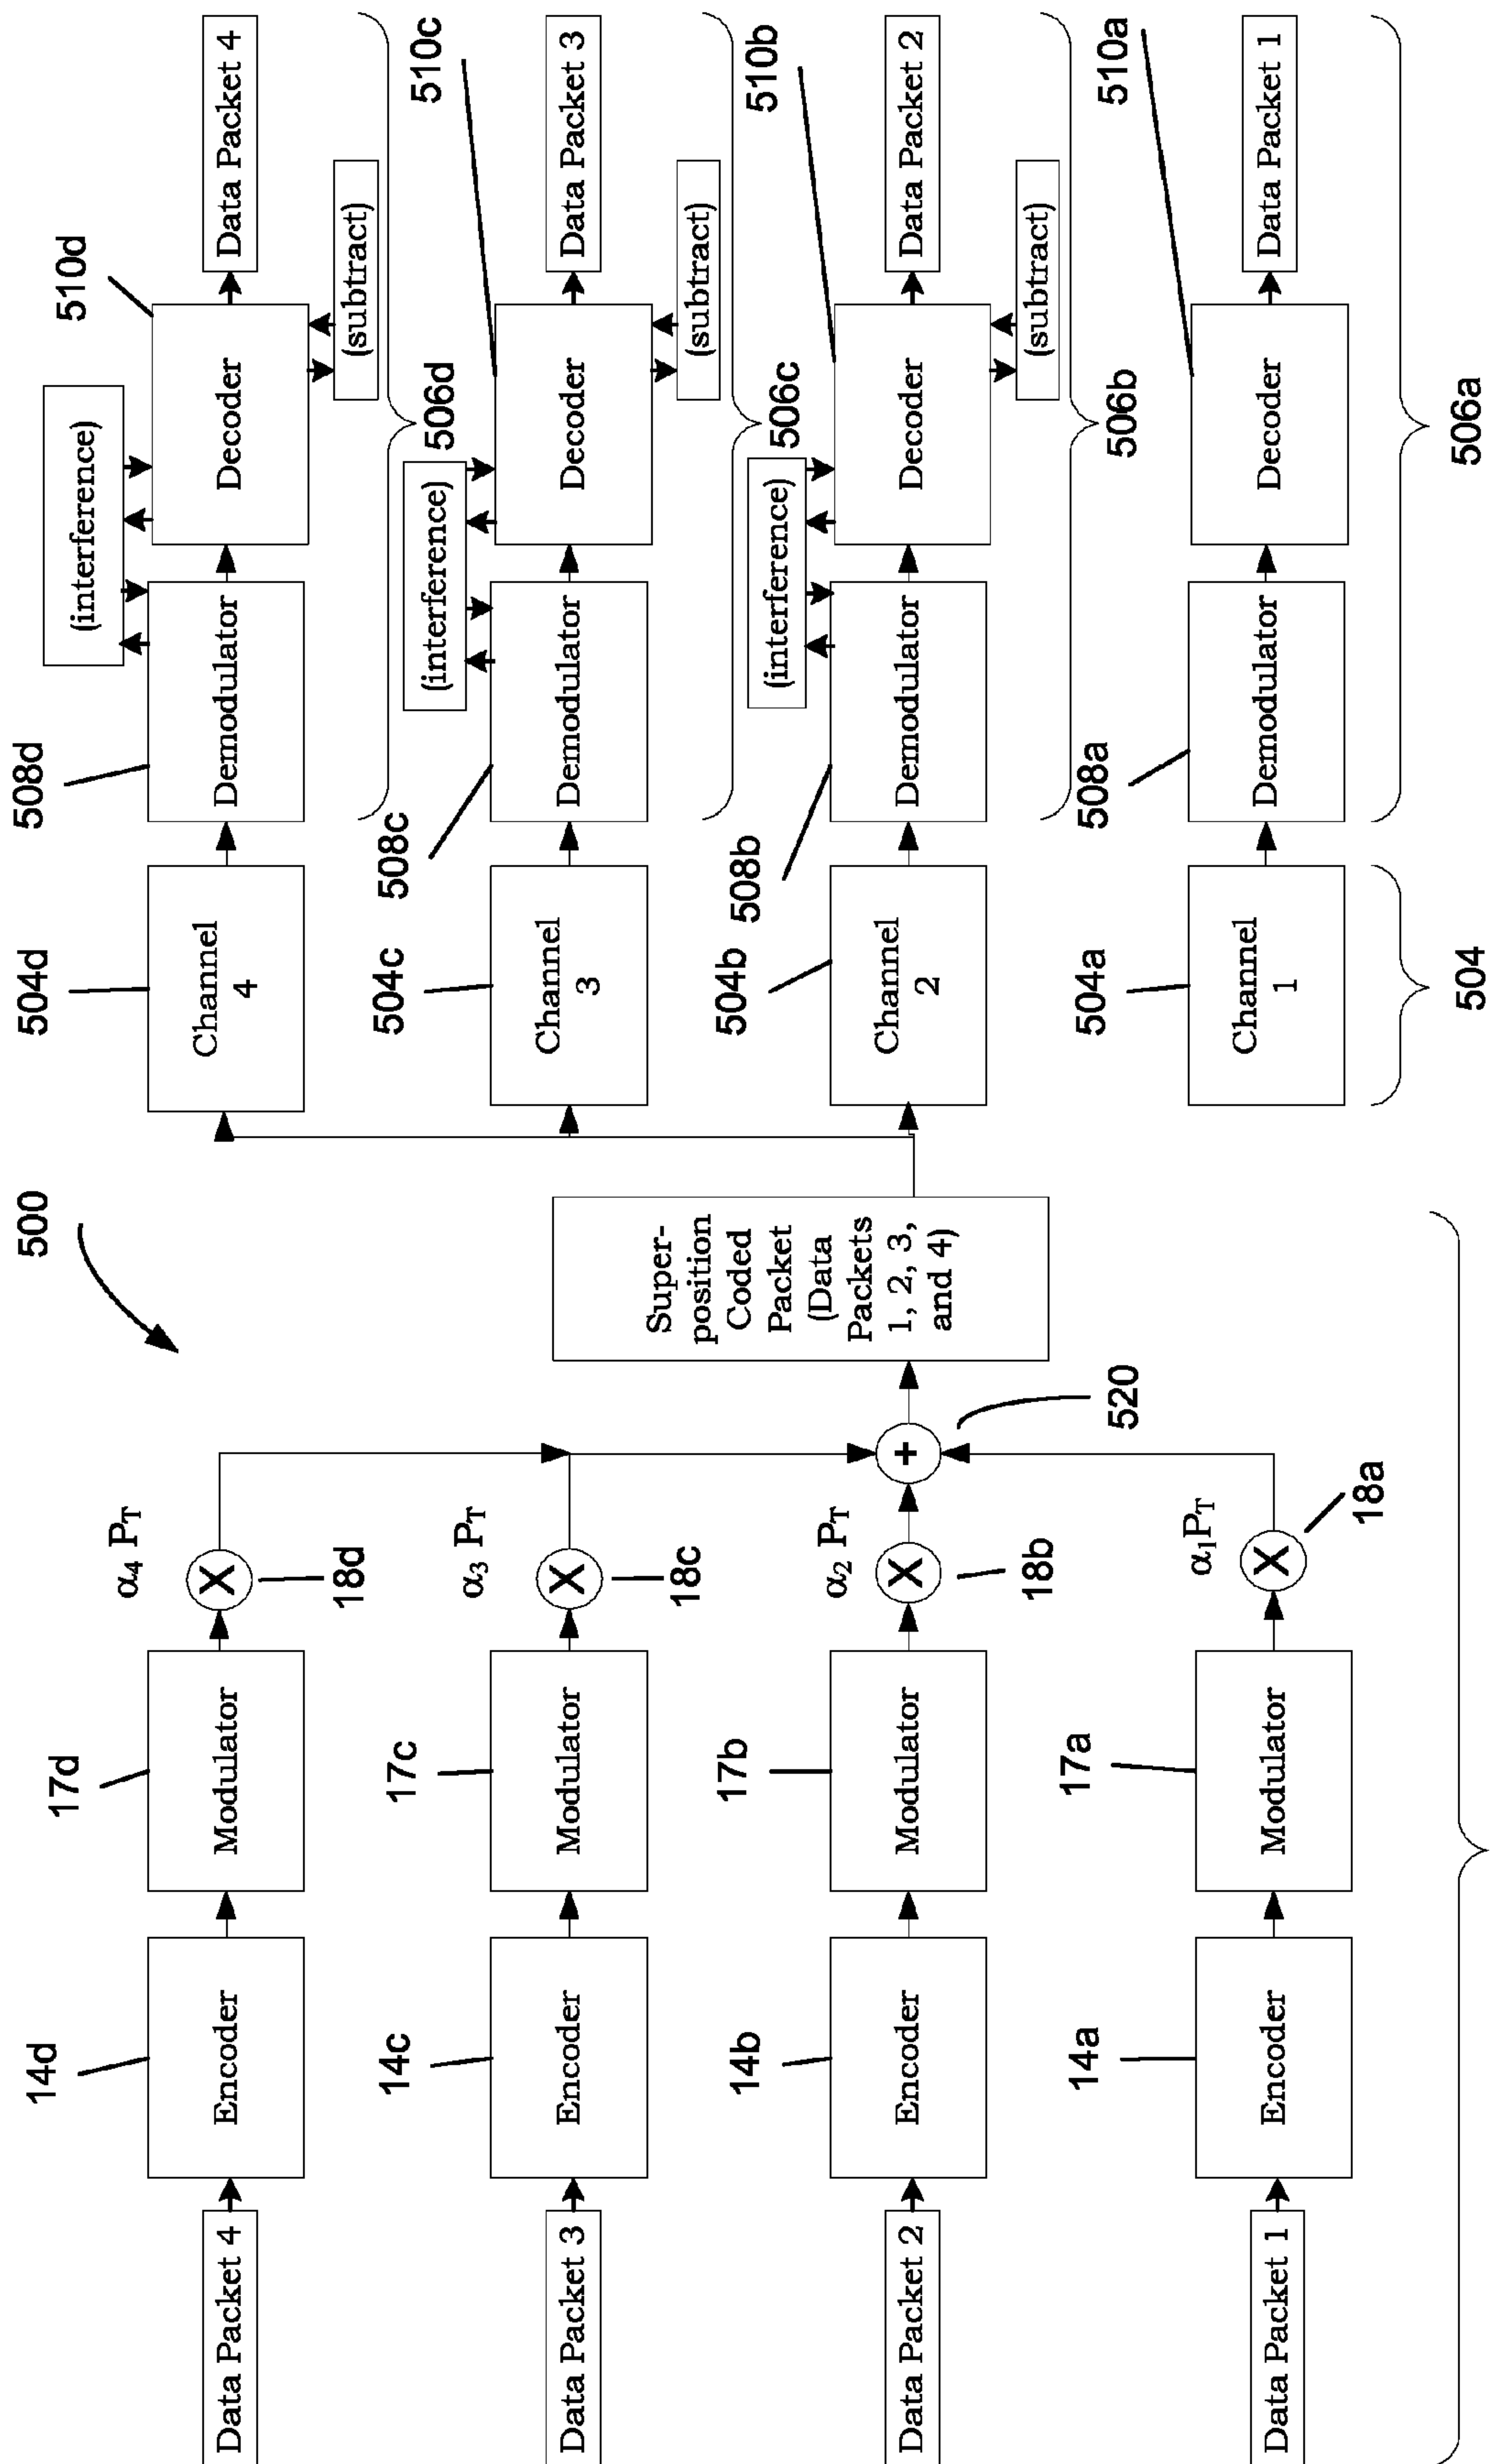 500
14d
17d
α₄ P_T
18d
504d
508d
510d
Data Packet 4
Encoder
Modulator
X
Channel
4
Demodulator
(interference)
Decoder
Data Packet 4
(subtract)
506d
14c
17c
α₃ P_T
18c
504c
508c
510c
Data Packet 3
Encoder
Modulator
X
Channel
3
Demodulator
(interference)
Decoder
Data Packet 3
(subtract)
506c
Super-
position
Coded
Packet
(Data
Packets
1, 2, 3,
and 4)
14b
17b
α₂ P_T
18b
504b
508b
510b
Data Packet 2
Encoder
Modulator
X
+
520
Channel
2
Demodulator
(interference)
Decoder
Data Packet 2
(subtract)
506b
14a
17a
α₁P_T
18a
504a
508a
510a
Data Packet 1
Encoder
Modulator
X
Channel
1
Demodulator
Decoder
Data Packet 1
504
506a